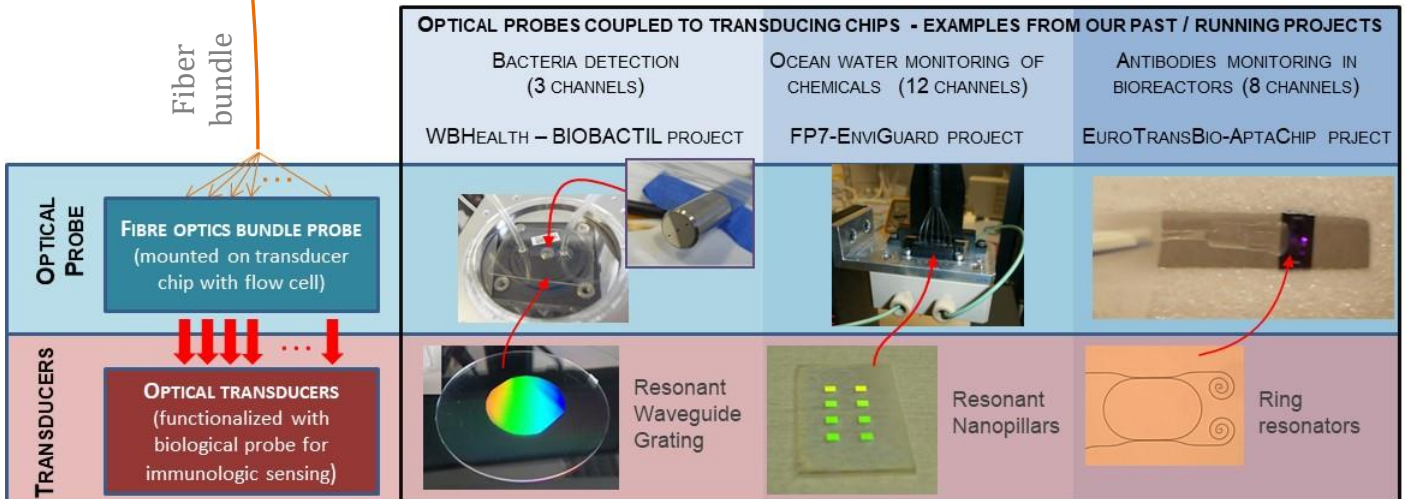 Fiber
bundle
...
OPTICAL
PROBE
FIBRE OPTICS BUNDLE PROBE
(mounted on transducer
chip with flow cell)
...
TRANSDUCERS
OPTICAL TRANSDUCERS
(functionalized with
biological probe for
immunologic sensing)
OPTICAL PROBES COUPLED TO TRANSDUCING CHIPS - EXAMPLES FROM OUR PAST / RUNNING PROJECTS
BACTERIA DETECTION
(3 CHANNELS)
WBHEALTH – BIOBACTIL PROJECT
OCEAN WATER MONITORING OF
CHEMICALS (12 CHANNELS)
FP7-ENVIGUARD PROJECT
ANTIBODIES MONITORING IN
BIOREACTORS (8 CHANNELS)
EUROTRANSBIO-APTACHIP PRJECT
Resonant
Waveguide
Grating
Resonant
Nanopillars
Ring
resonators